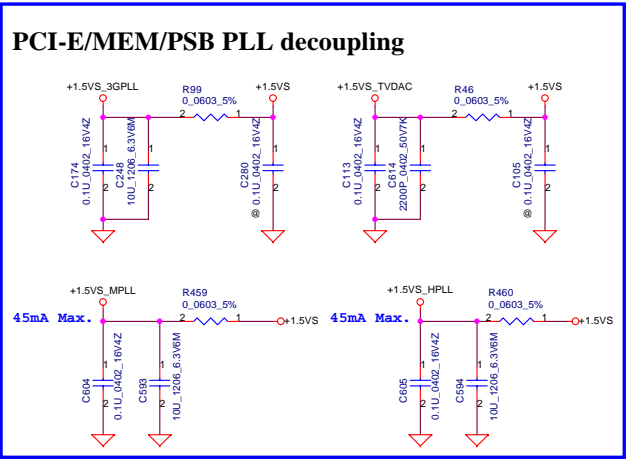 PCI-E/MEM/PSB PLL decoupling
+1.5VS_3GPLL
R99
0_0603_5%
+1.5VS
2
1
C174
0.1U_0402_16V4Z
1
2
C248
10U_1206_6.3V6M
1
2
C280
@ 0.1U_0402_16V4Z
1
2
+1.5VS_TVDAC
R46
0_0603_5%
+1.5VS
2
1
C113
0.1U_0402_16V4Z
1
2
C614
2200P_0402_50V7K
1
2
C105
@ 0.1U_0402_16V4Z
1
2
+1.5VS_MPLL
R459
0_0603_5%
45mA Max.
2
1
+1.5VS
C604
0.1U_0402_16V4Z
1
2
C593
10U_1206_6.3V6M
1
2
+1.5VS_HPLL
R460
0_0603_5%
45mA Max.
2
1
+1.5VS
C605
0.1U_0402_16V4Z
1
2
C594
10U_1206_6.3V6M
1
2